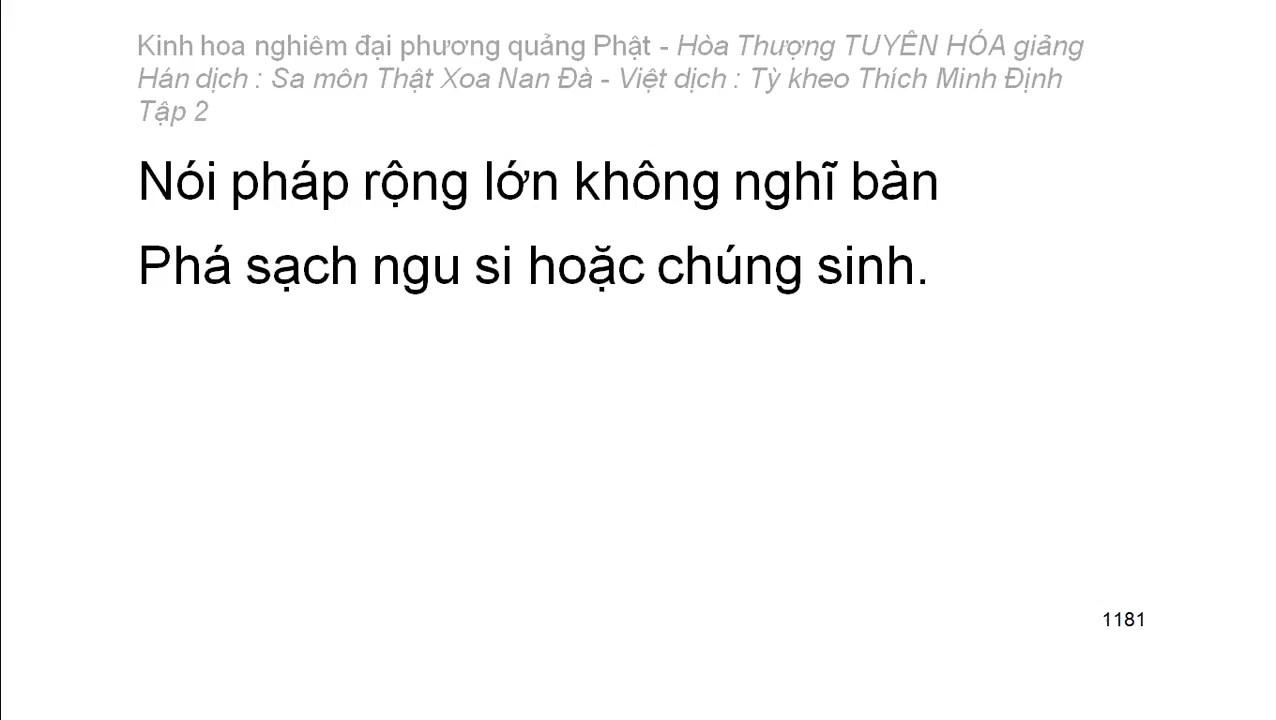 Kinh hoa nghiêm đại phương quảng Phật - Hòa Thượng TUYÊN HÓA giảng
Hán dịch : Sa môn Thật Xoa Nan Đà - Việt dịch : Tỳ kheo Thích Minh Định
Tập 2
Nói pháp rộng lớn không nghĩ bàn
Phá sạch ngu si hoặc chúng sinh.
1181